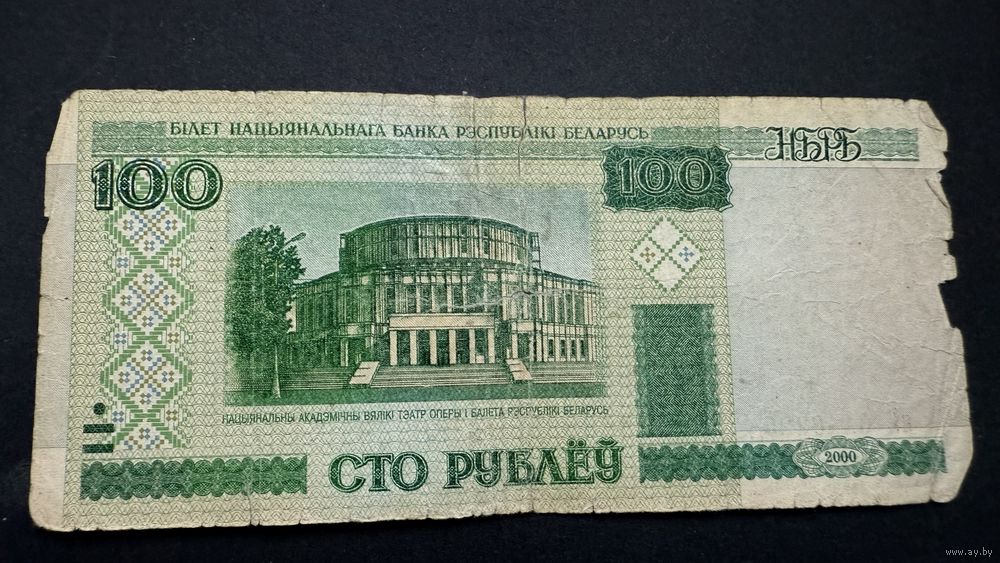 БІЛЕТ НАЦЫЯНАЛЬНАГА БАНКА РЭСПУБЛІКІ БЕЛАРУСЬ
НБРБ
100
100
НАЦЫЯНАЛЬНЫ АКАДЭМІЧНЫ ВЯЛІКІ ТЭАТР ОПЕРЫ І БАЛЕТА РЭСПУБЛІКІ БЕЛАРУСЬ
СТО РУБЛЁЎ
2000
www.ay.by